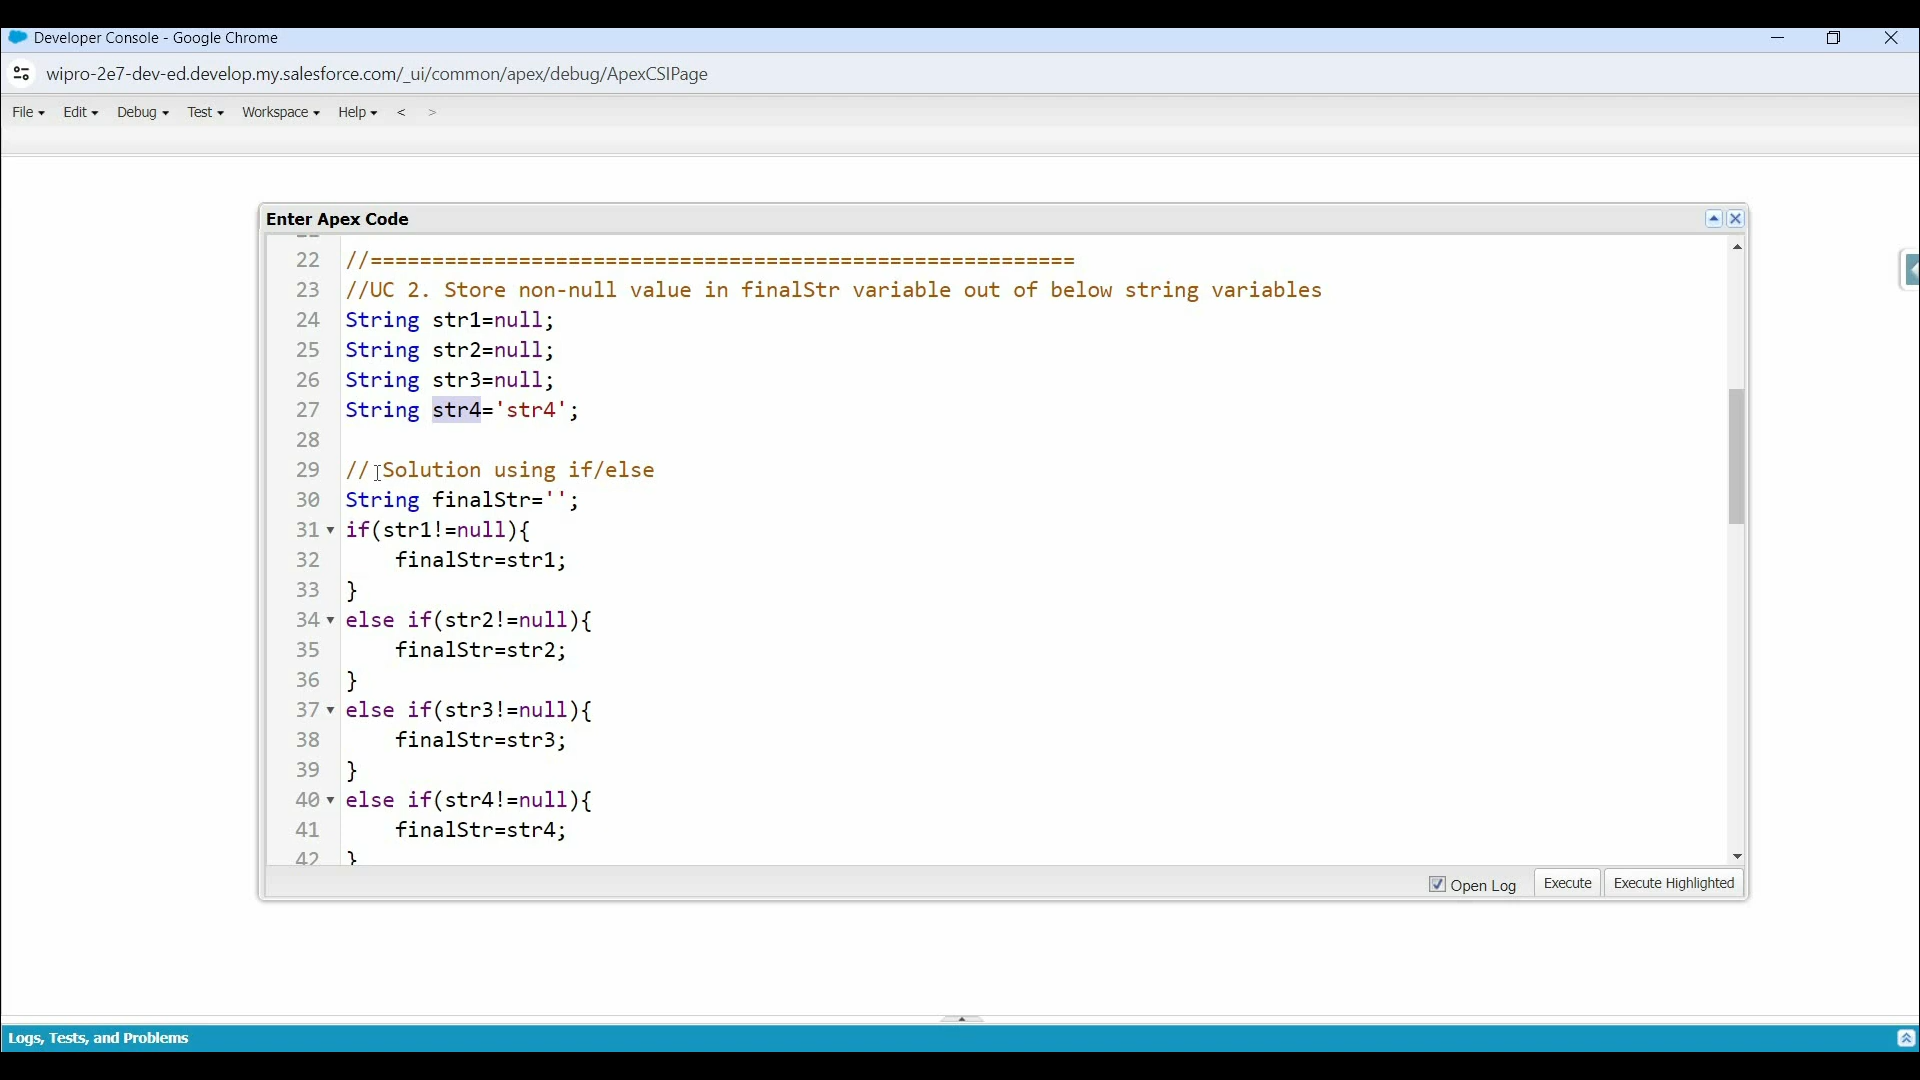 Developer Console - Google Chrome
wipro-2e7-dev-ed.develop.my.salesforce.com/_ui/common/apex/debug/ApexCSIPage
File Edit Debug Test Workspace Help < >
Enter Apex Code
22 //=========================================================
23 //UC 2. Store non-null value in finalStr variable out of below string variables
24 String str1=null;
25 String str2=null;
26 String str3=null;
27 String str4='str4';
28
29 // Solution using if/else
30 String finalStr='';
31 if(str1!=null){
32     finalStr=str1;
33 }
34 else if(str2!=null){
35     finalStr=str2;
36 }
37 else if(str3!=null){
38     finalStr=str3;
39 }
40 else if(str4!=null){
41     finalStr=str4;
42 }
Open Log Execute Execute Highlighted
Logs, Tests, and Problems